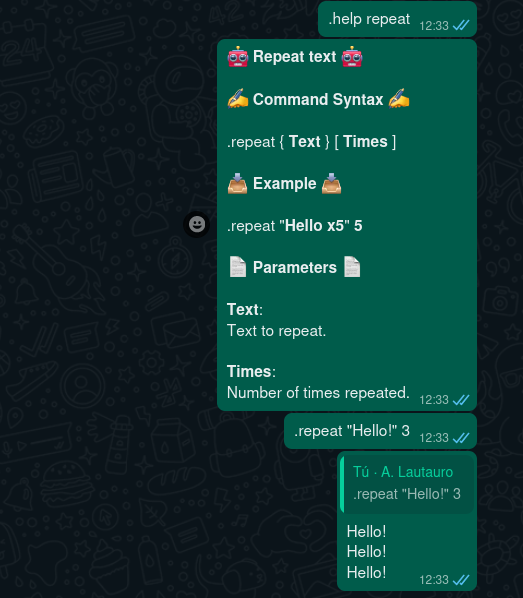 .help repeat 12:33
🤖 Repeat text 🤖
✍️ Command Syntax ✍️
.repeat { Text } [ Times ]
📥 Example 📥
.repeat "Hello x5" 5
📄 Parameters 📄
Text:
Text to repeat.
Times:
Number of times repeated. 12:33
.repeat "Hello!" 3 12:33
Tú · A. Lautauro
.repeat "Hello!" 3
Hello!
Hello!
Hello! 12:33